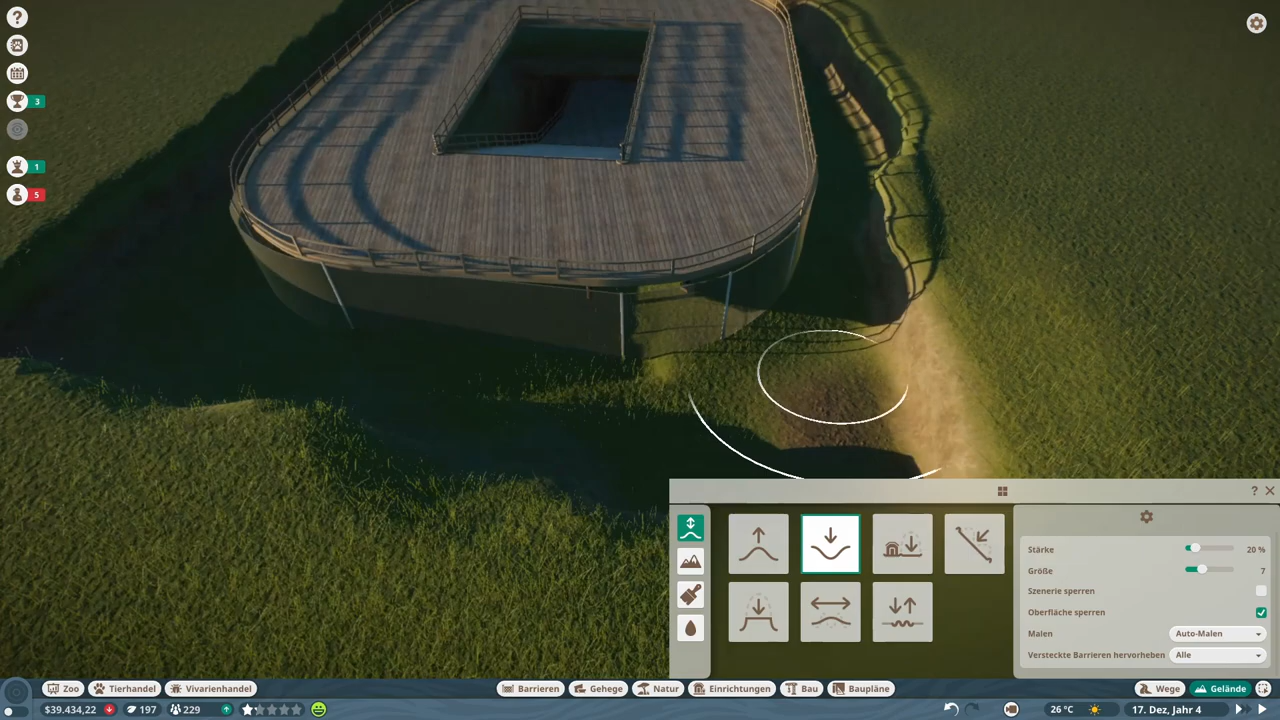 ?
3
1
5
? X
Stärke 20 %
Größe 7
Szenerie sperren
Oberfläche sperren
Malen Auto-Malen
Versteckte Barrieren hervorheben Alle
Zoo Tierhandel Vivarienhandel Barrieren Gehege Natur Einrichtungen Bau Baupläne Wege Gelände
$39.434,22 197 229 26 °C 17. Dez, Jahr 4